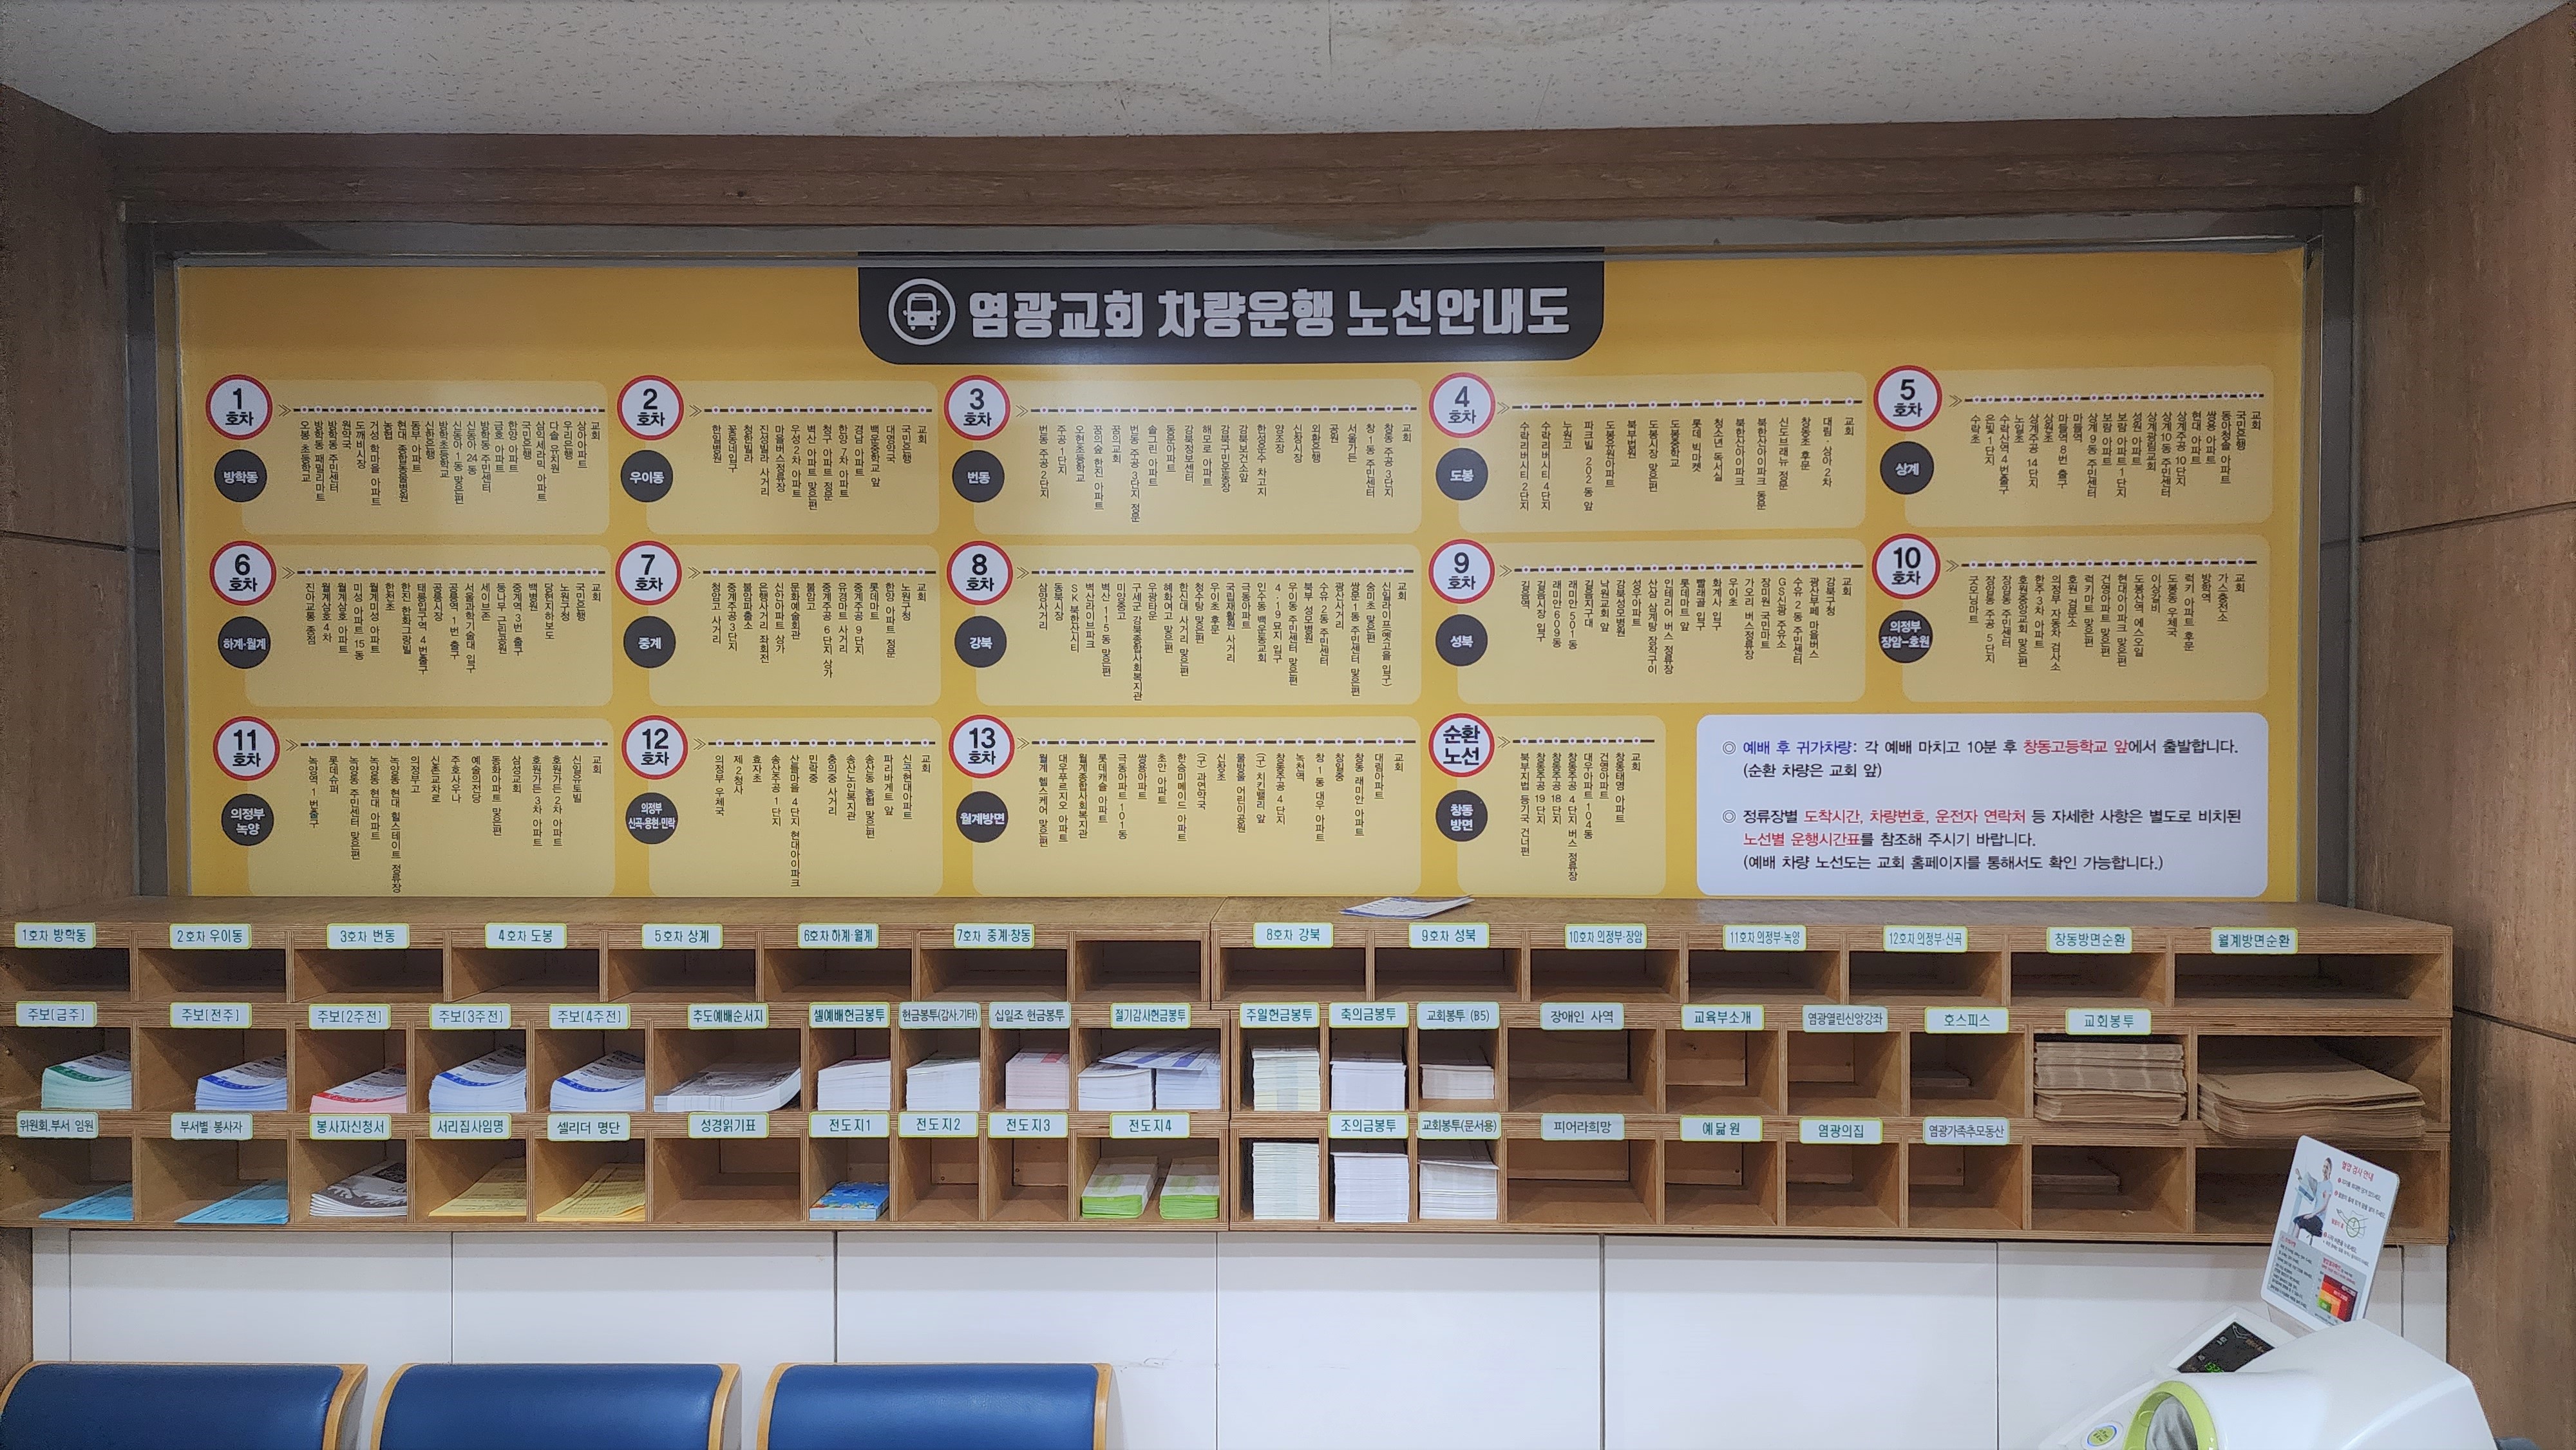 염광교회 차량운행 노선안내도
1
호차
방학동
오봉 초등학교
방학동 패밀리마트
방학동 주민센터
원약국
도깨비시장
거성 학마을 아파트
농협
현대 종합동물병원
동부 아파트
신한은행
방학초등학교
신동아 1동 맞은편
신동아 24동
방학동 주민센터
금호 아파트
한양 아파트
국민은행
삼익세라믹 아파트
다솔 유치원
우리은행
상아아파트
교회
2
호차
우이동
한일병원
꽃동네입구
청한빌라
진성빌라 사거리
마을버스정류장
우성2차 아파트
벽산 아파트 맞은편
청구 아파트 정문
한양 7차 아파트
경남 아파트
백운중학교 앞
대영약국
국민은행
교회
3
호차
번동
번동 주공 2단지
주공 1단지
오현초등학교
꿈의숲 한진 아파트
꿈의교회
번동 주공 3단지 정문
솔그린 아파트
동문아파트
강북정보센터
해모로 아파트
강북구민운동장
강북보건소앞
한성운수 차고지
양조장
신창시장
외환은행
공원
서울가든
창 1동 주민센터
창동 주공 3단지
교회
4
호차
도봉
수락리버시티 2단지
수락리버시티 4단지
누원고
파크빌 202동 앞
도봉유원아파트
북부법원
도봉시장 맞은편
도봉중학교
롯데 빅마켓
청소년 독서실
북한산아이파크
북한산아이파크 동문
신도브래뉴 정문
창동초 후문
대림·삼아 2차
교회
5
호차
상계
수락초
은빛 1단지
수락산역 4번출구
노일초
상계주공 14단지
상원초
마들역 8번 출구
마들역
상계 9동 주민센터
보람 아파트
보람 아파트 1단지
성원 아파트
상계광림교회
상계10동 주민센터
상계주공 10단지
현대 아파트
쌍용 아파트
동아청솔 아파트
국민은행
교회
6
호차
하계·월계
진아교통 종점
월계삼호 4차
월계삼호 아파트
미성 아파트 15동
월계미성 아파트
한천초
한진·한화그랑빌
태릉입구역 4번출구
공릉시장
공릉역 1번 출구
서울과학기술대 입구
세이브존
등나무 근린공원
중계역 3번 출구
백병원
당현지하보도
노원구청
국민은행
교회
7
호차
중계
청암고 사거리
중계주공 3단지
불암파출소
은행사거리 좌회전
신안아파트 상가
문화예술회관
불암고
중계주공 6단지 상가
유경마트 사거리
중계주공 9단지
롯데마트
한양 아파트 정문
노원구청
교회
8
호차
강북
삼양사거리
동북시장
SK 북한산시티
벽산라이브파크
벽산 115동 맞은편
미양중고
구세군 강북종합사회복지관
우광타운
혜화여고 맞은편
한신대 사거리 맞은편
청수탕 맞은편
우이초 후문
국립재활원 사거리
극동아파트
인수동 백운동교회
4·19 묘지 입구
우이동 주민센터 맞은편
북부 성모병원
수유 2동 주민센터
광산사거리
쌍문1동 주민센터 맞은편
숭미초 맞은편
교회
9
호차
성북
길음역
길음시장 입구
래미안 609동
래미안 501동
길음지구대
낙원교회 앞
강북성모병원
성우아파트
산삼 삼계탕 장작구이
인테리어 버스 정류장
롯데마트 앞
빨래골 입구
화계사 입구
우이초
가오리 버스정류장
장미원 국민마트
GS신광 주유소
수유 2동 주민센터
광산부페 마을버스
강북구청
교회
10
호차
의정부
장암-호원
굿모닝마트
장암동 주공 5단지
장암동 주민센터
호원중앙교회 맞은편
한주3차 아파트
의정부 자동차 검사소
호원 검문소
럭키마트 맞은편
건영아파트 맞은편
현대아이파크 맞은편
도봉산역 에스오일
이상갈비
도봉동 우체국
럭키 아파트 후문
방학역
가스충전소
교회
11
호차
의정부
녹양
녹양역 1번출구
롯데슈퍼
녹양동 주민센터 맞은편
녹양동 현대 아파트
녹양동 현대 힐스테이트 정류장
의정부고
신촌교차로
주호사우나
예술의전당
동화아파트 맞은편
삼성교회
호원가든 3차 아파트
호원가든 2차 아파트
신일유토빌
교회
12
호차
의정부
신곡·용현·민락
의정부 우체국
제2청사
효자초
송산주공 1단지
산들마을 4단지 현대아이파크
민락중
충의중 사거리
송산노인복지관
송산동 농협 맞은편
파리바게트 앞
신곡현대아파트
교회
13
호차
월계방면
월계 헬스케어 맞은편
대우푸르지오 아파트
월계종합사회복지관
롯데캐슬 아파트
극동아파트 101동
쌍용아파트
초안 아파트
한승미메이드 아파트
(구) 과연약국
신창초
물방울 어린이공원
(구) 치킨밸리 앞
창동주공 4단지
녹천역
창 1동 대우 아파트
창일중
창동 래미안 아파트
대림아파트
교회
순환
노선
창동
방면
북부지법 등기국 건너편
창동주공 19단지
창동주공 18단지
창동주공 4단지 버스 정류장
대우아파트 104동
건영아파트
창동태영 아파트
교회
◎ 예배 후 귀가차량: 각 예배 마치고 10분 후 창동고등학교 앞에서 출발합니다.
(순환 차량은 교회 앞)
◎ 정류장별 도착시간, 차량번호, 운전자 연락처 등 자세한 사항은 별도로 비치된
노선별 운행시간표를 참조해 주시기 바랍니다.
(예배 차량 노선도는 교회 홈페이지를 통해서도 확인 가능합니다.)
1호차 방학동
2호차 우이동
3호차 번동
4호차 도봉
5호차 상계
6호차 하계·월계
7호차 중계·창동
8호차 강북
9호차 성북
10호차 의정부·장암
11호차 의정부·녹양
12호차 의정부·신곡
창동방면순환
월계방면순환
주보(금주)
주보(전주)
주보(2주전)
주보(3주전)
주보(4주전)
추도예배순서지
셀예배헌금봉투
헌금봉투(감사,기타)
십일조 헌금봉투
절기감사헌금봉투
주일헌금봉투
축의금봉투
교회봉투 (B5)
장애인 사역
교육부소개
염광열린신앙강좌
호스피스
교회봉투
위원회,부서 임원
부서별 봉사자
봉사자신청서
서리집사임명
셀리더 명단
성경읽기표
전도지1
전도지2
전도지3
전도지4
조의금봉투
교회봉투(문서용)
피어라희망
예닮원
염광의집
염광가족추모동산
혈압 검사 안내